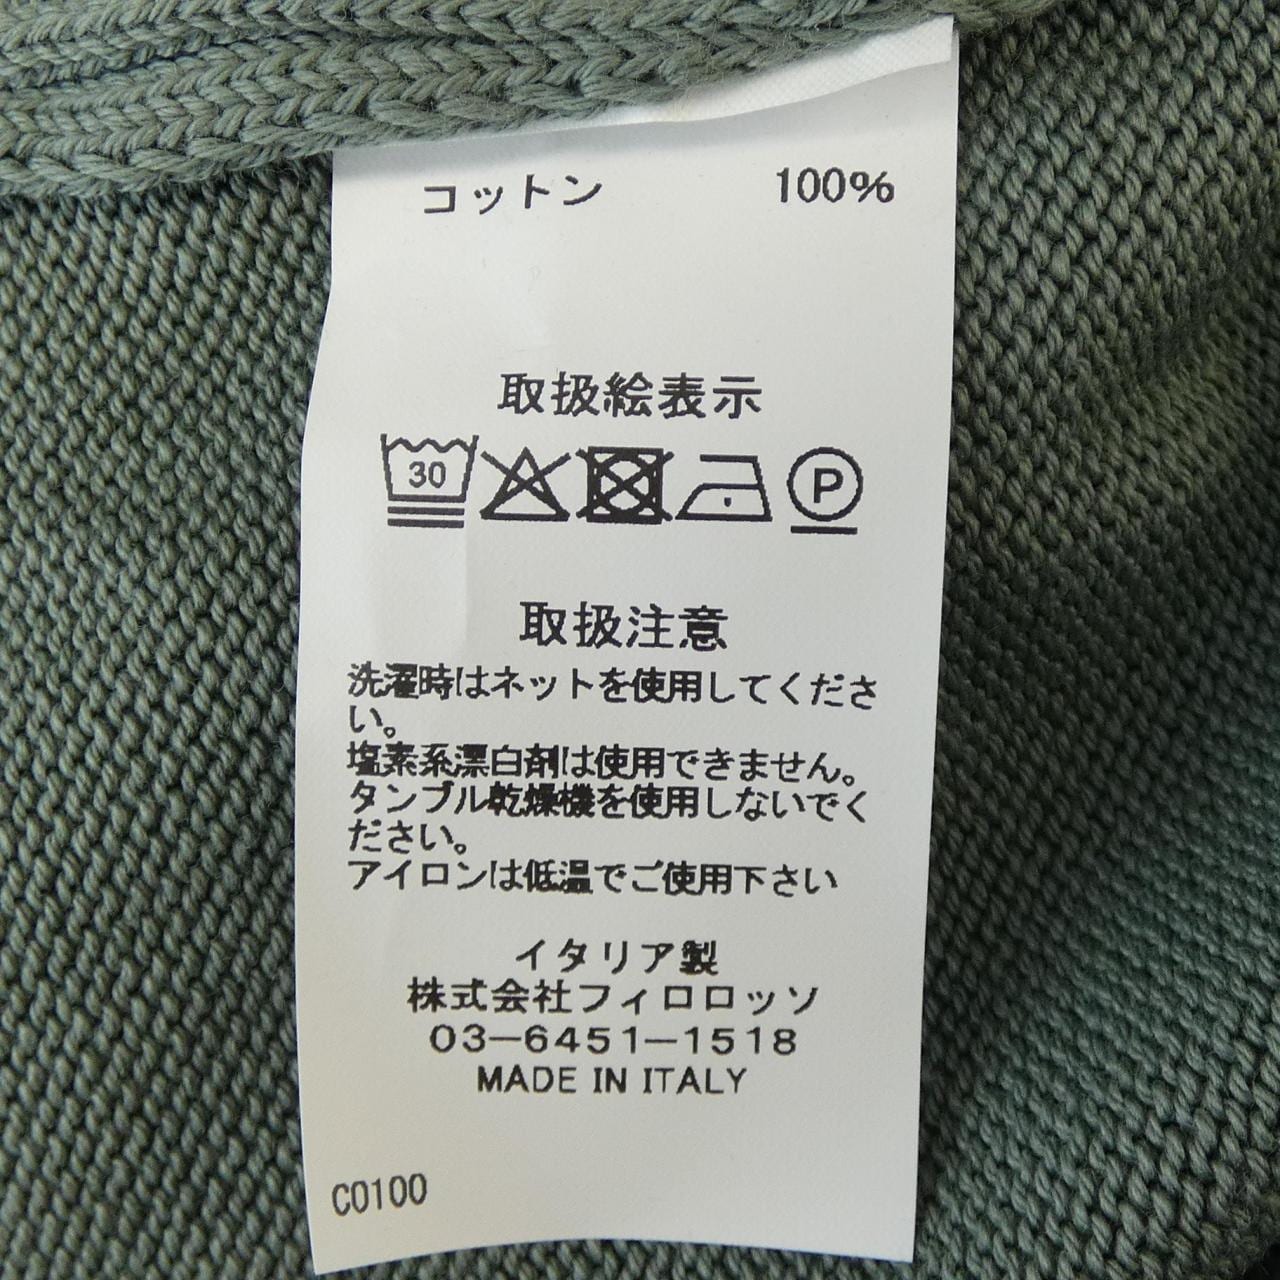 コットン 100%
取扱絵表示
30 P
取扱注意
洗濯時はネットを使用してくださ
い。
塩素系漂白剤は使用できません。
タンブル乾燥機を使用しないでく
ださい。
アイロンは低温でご使用下さい
イタリア製
株式会社フィロロッソ
03-6451-1518
MADE IN ITALY
C0100